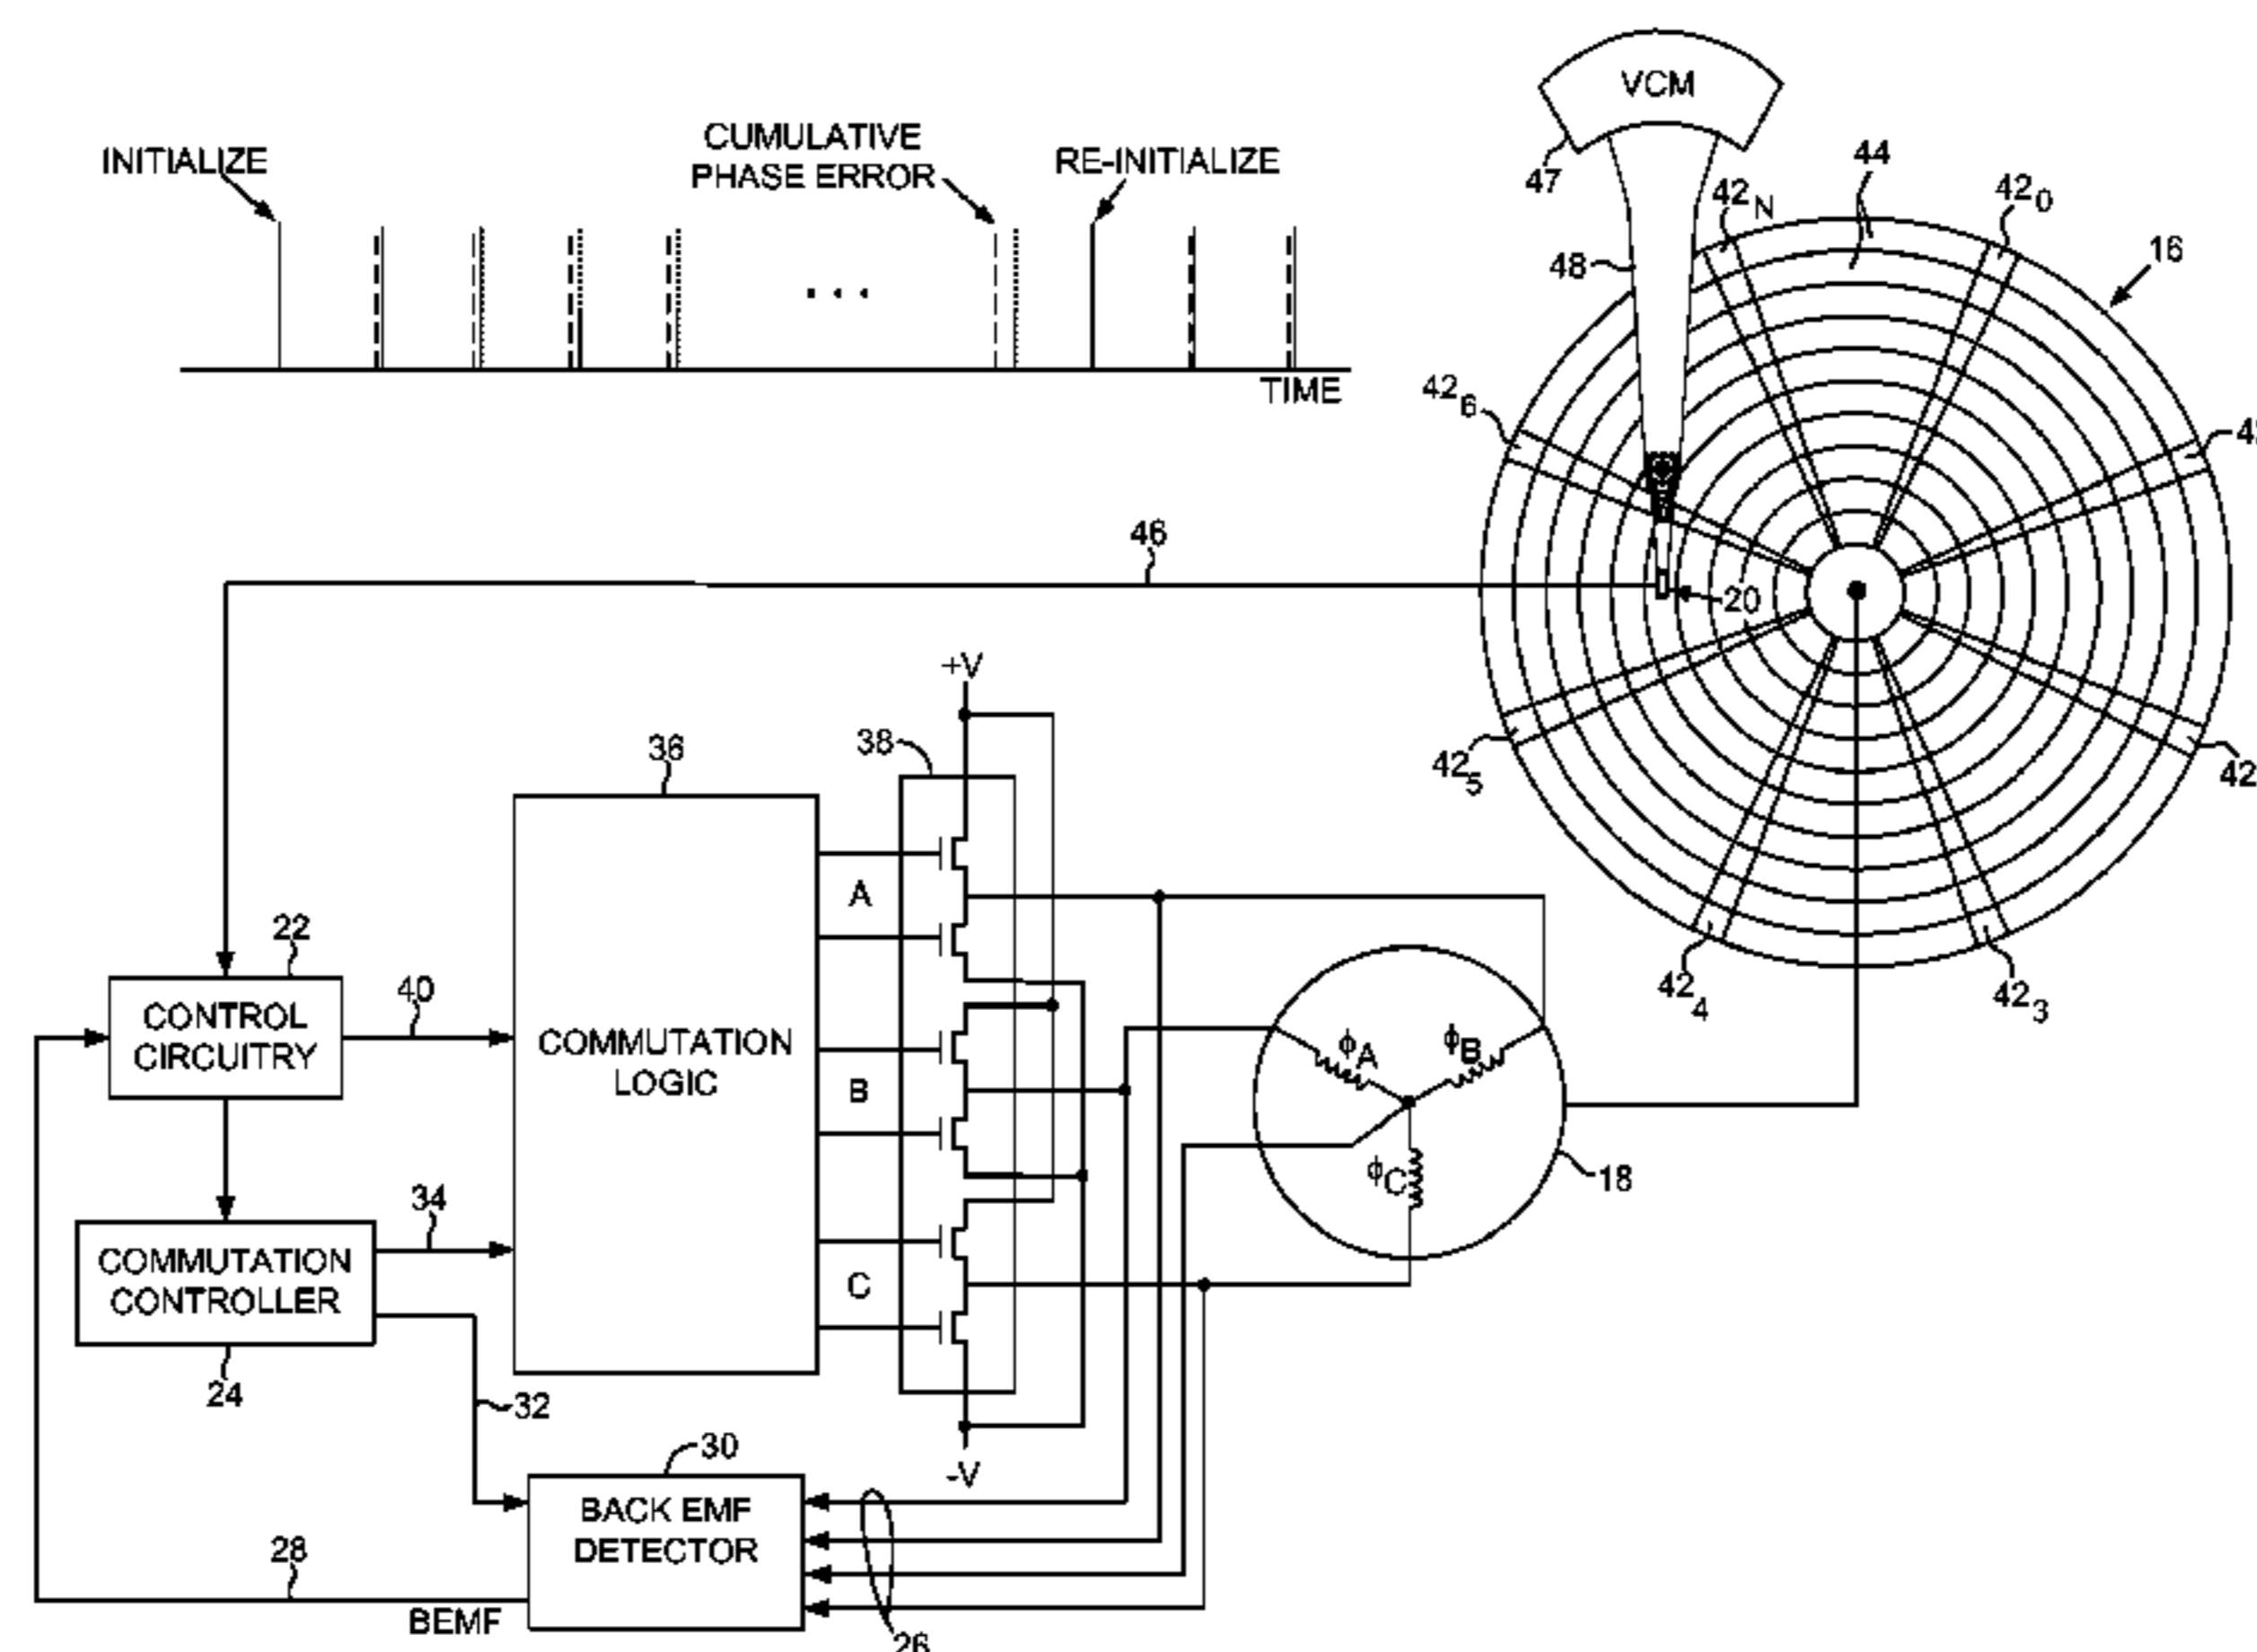 VCM
INITIALIZE
CUMULATIVE
PHASE ERROR
RE-INITIALIZE
TIME
47
48
44
42N
420
16
426
42
425
42
424
423
46
20
+V
36
38
22
CONTROL
CIRCUITRY
40
COMMUTATION
LOGIC
A
B
C
ϕA
ϕB
ϕC
18
34
COMMUTATION
CONTROLLER
24
32
-V
30
BACK EMF
DETECTOR
28
BEMF
26